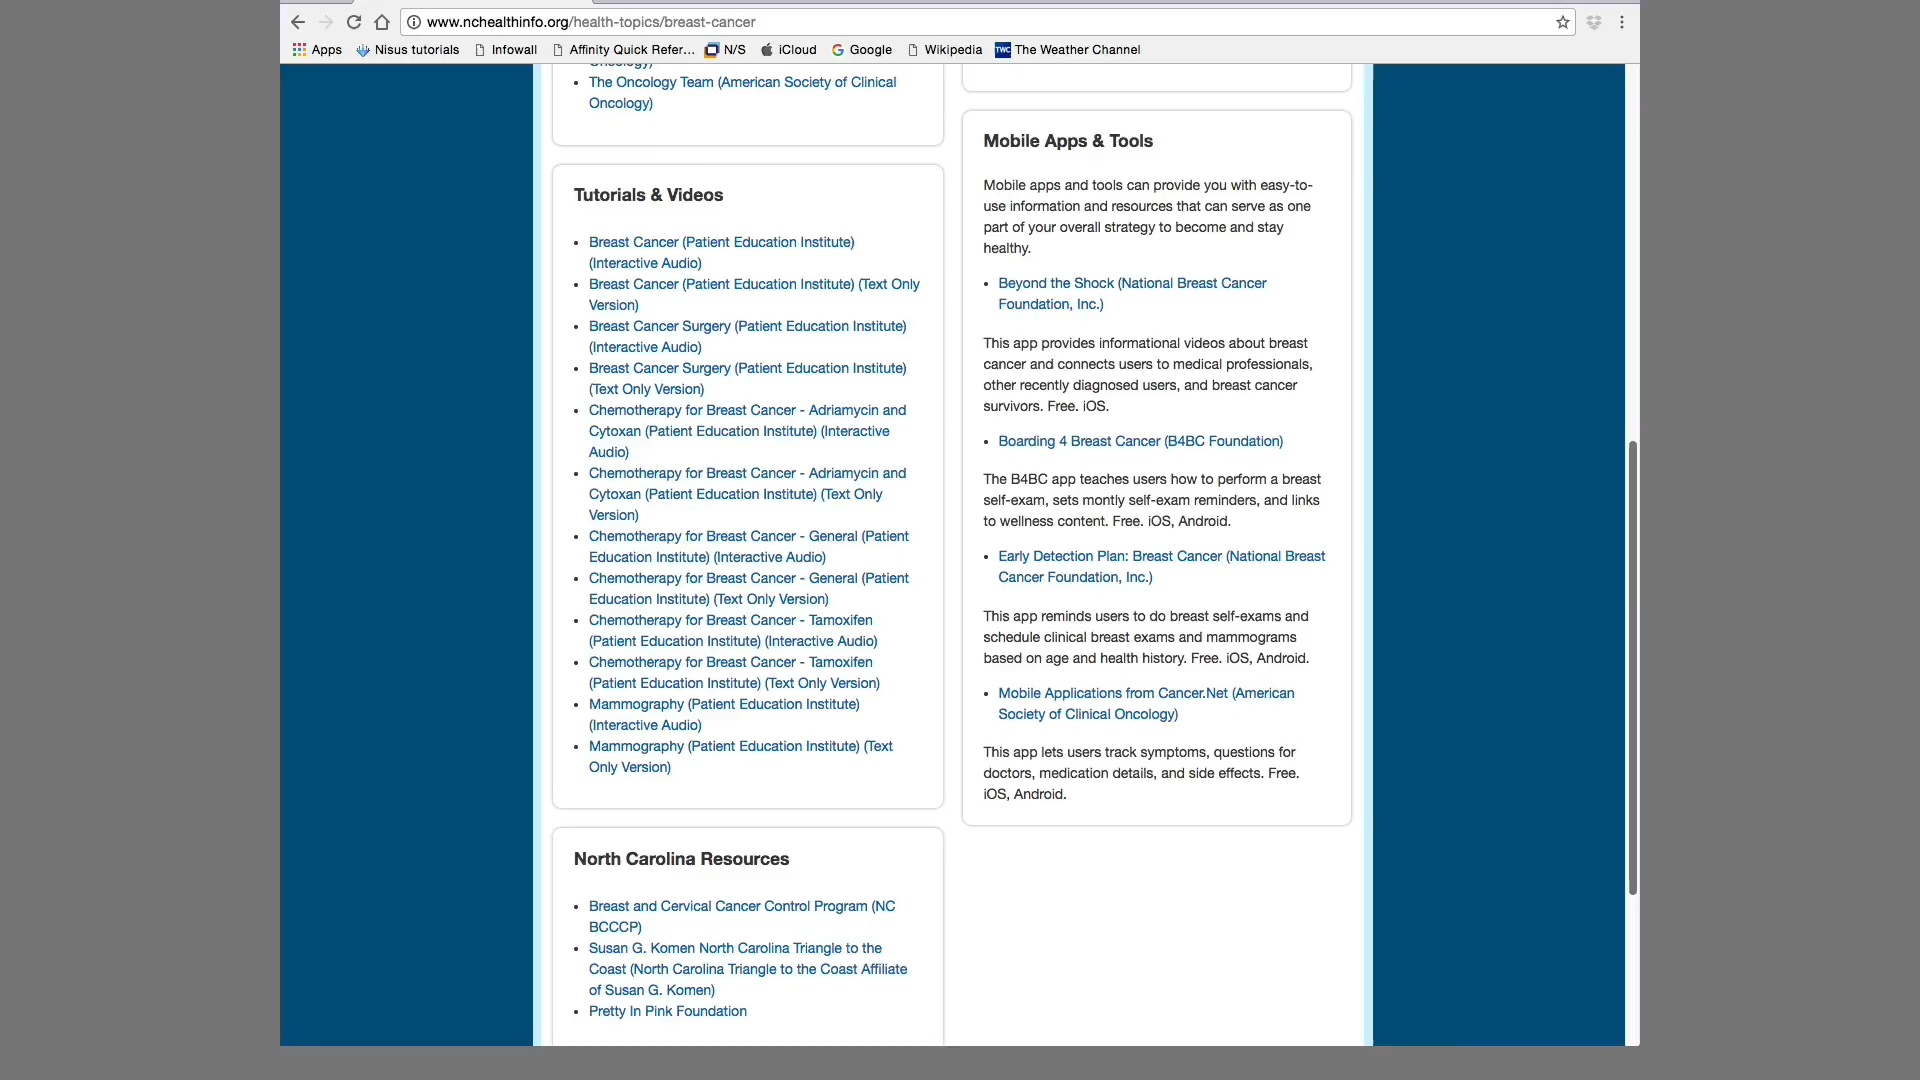 www.nchealthinfo.org/health-topics/breast-cancer
Apps Nisus tutorials Infowall Affinity Quick Refer... N/S iCloud Google Wikipedia TWC The Weather Channel
Oncology)
The Oncology Team (American Society of Clinical
Oncology)
Tutorials & Videos
Breast Cancer (Patient Education Institute)
(Interactive Audio)
Breast Cancer (Patient Education Institute) (Text Only
Version)
Breast Cancer Surgery (Patient Education Institute)
(Interactive Audio)
Breast Cancer Surgery (Patient Education Institute)
(Text Only Version)
Chemotherapy for Breast Cancer - Adriamycin and
Cytoxan (Patient Education Institute) (Interactive
Audio)
Chemotherapy for Breast Cancer - Adriamycin and
Cytoxan (Patient Education Institute) (Text Only
Version)
Chemotherapy for Breast Cancer - General (Patient
Education Institute) (Interactive Audio)
Chemotherapy for Breast Cancer - General (Patient
Education Institute) (Text Only Version)
Chemotherapy for Breast Cancer - Tamoxifen
(Patient Education Institute) (Interactive Audio)
Chemotherapy for Breast Cancer - Tamoxifen
(Patient Education Institute) (Text Only Version)
Mammography (Patient Education Institute)
(Interactive Audio)
Mammography (Patient Education Institute) (Text
Only Version)
North Carolina Resources
Breast and Cervical Cancer Control Program (NC
BCCCP)
Susan G. Komen North Carolina Triangle to the
Coast (North Carolina Triangle to the Coast Affiliate
of Susan G. Komen)
Pretty In Pink Foundation
Mobile Apps & Tools
Mobile apps and tools can provide you with easy-to-
use information and resources that can serve as one
part of your overall strategy to become and stay
healthy.
Beyond the Shock (National Breast Cancer
Foundation, Inc.)
This app provides informational videos about breast
cancer and connects users to medical professionals,
other recently diagnosed users, and breast cancer
survivors. Free. iOS.
Boarding 4 Breast Cancer (B4BC Foundation)
The B4BC app teaches users how to perform a breast
self-exam, sets montly self-exam reminders, and links
to wellness content. Free. iOS, Android.
Early Detection Plan: Breast Cancer (National Breast
Cancer Foundation, Inc.)
This app reminds users to do breast self-exams and
schedule clinical breast exams and mammograms
based on age and health history. Free. iOS, Android.
Mobile Applications from Cancer.Net (American
Society of Clinical Oncology)
This app lets users track symptoms, questions for
doctors, medication details, and side effects. Free.
iOS, Android.